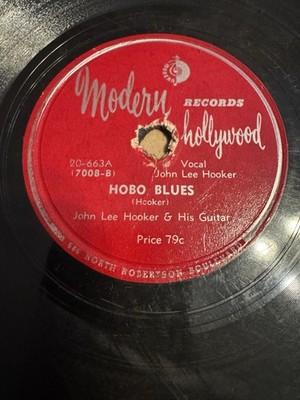 Modern RECORDS
hollywood
20-663A Vocal
(7008-B) John Lee Hooker
HOBO BLUES
(Hooker)
John Lee Hooker & His Guitar
Price 79c
NORTH ROBERTSON BOULEVARD